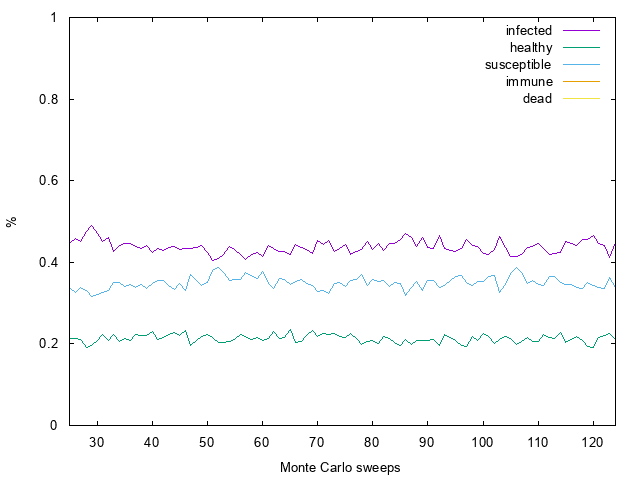 1
0.8
0.6
0.4
0.2
0
%
infected
healthy
susceptible
immune
dead
30 40 50 60 70 80 90 100 110 120
Monte Carlo sweeps